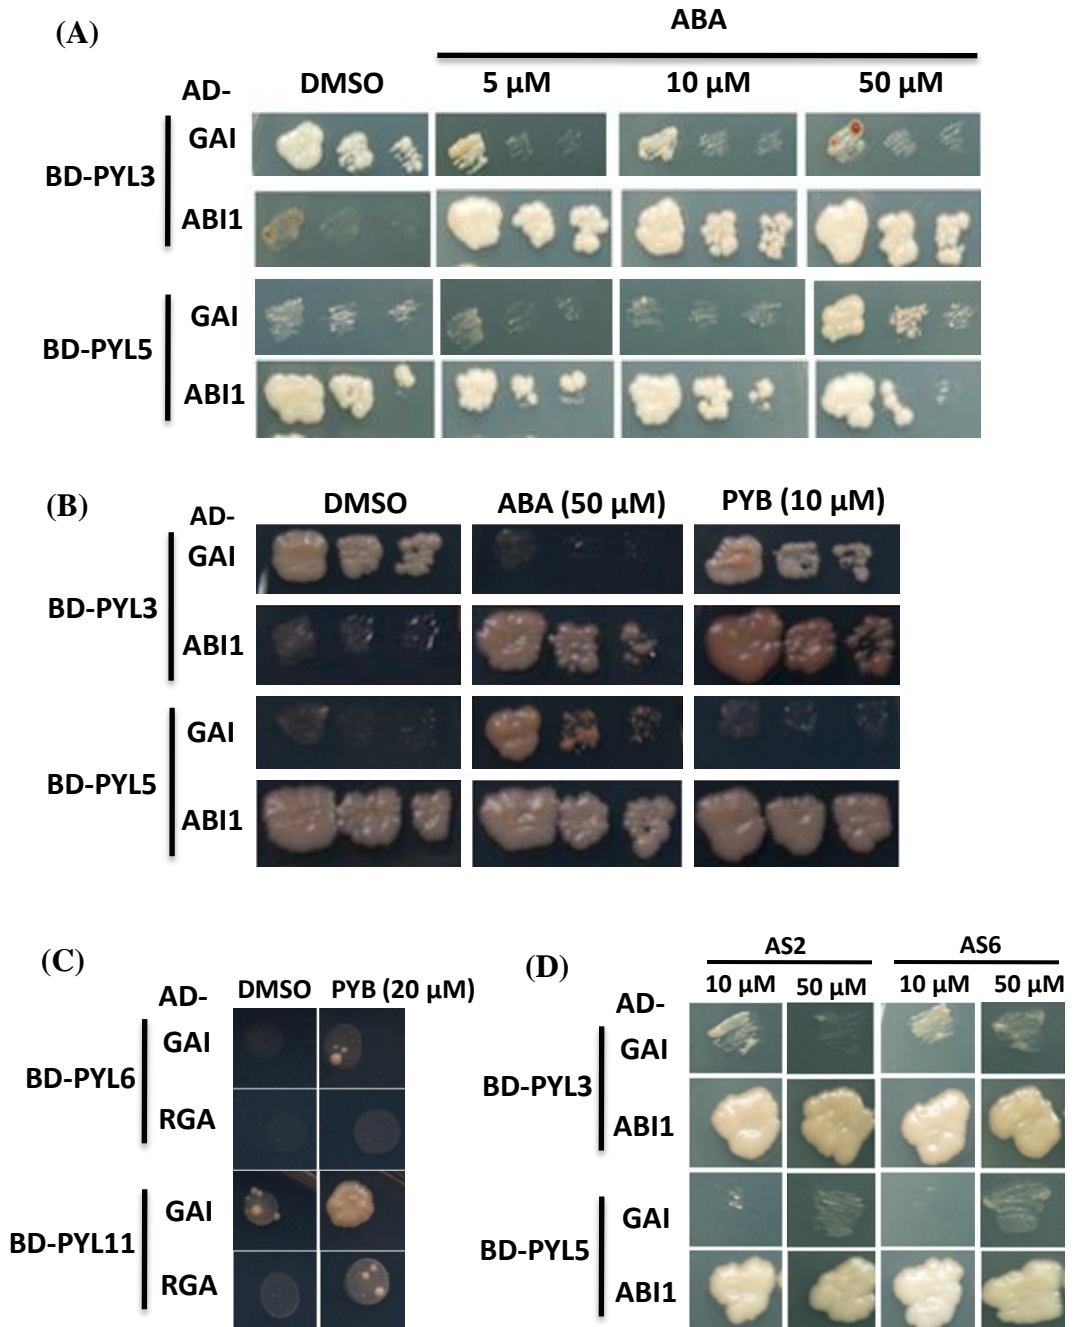 (A)
ABA
AD-
DMSO
5 µM
10 µM
50 µM
BD-PYL3
GAI
ABI1
BD-PYL5
GAI
ABI1
(B)
AD-
DMSO
ABA (50 µM)
PYB (10 µM)
BD-PYL3
GAI
ABI1
BD-PYL5
GAI
ABI1
(C)
AD-
DMSO
PYB (20 µM)
BD-PYL6
GAI
RGA
BD-PYL11
GAI
RGA
(D)
AS2
AS6
AD-
10 µM
50 µM
10 µM
50 µM
BD-PYL3
GAI
ABI1
BD-PYL5
GAI
ABI1